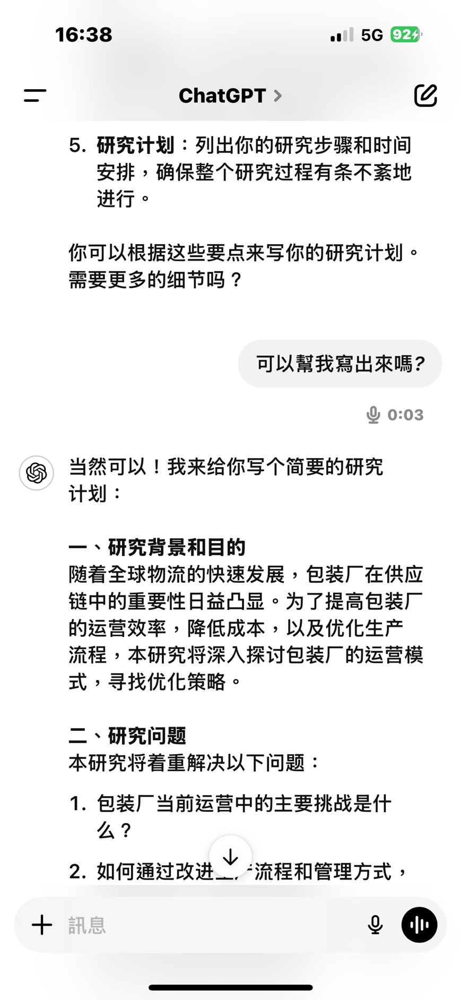 16:38
5G 92
ChatGPT >
5. 研究计划：列出你的研究步骤和时间
安排，确保整个研究过程有条不紊地
进行。
你可以根据这些要点来写你的研究计划。
需要更多的细节吗？
可以幫我寫出來嗎?
0:03
当然可以！我来给你写个简要的研究
计划：
一、研究背景和目的
随着全球物流的快速发展，包装厂在供应
链中的重要性日益凸显。为了提高包装厂
的运营效率，降低成本，以及优化生产
流程，本研究将深入探讨包装厂的运营模
式，寻找优化策略。
二、研究问题
本研究将着重解决以下问题：
1. 包装厂当前运营中的主要挑战是什
么？
2. 如何通过改进流程和管理方式，
訊息